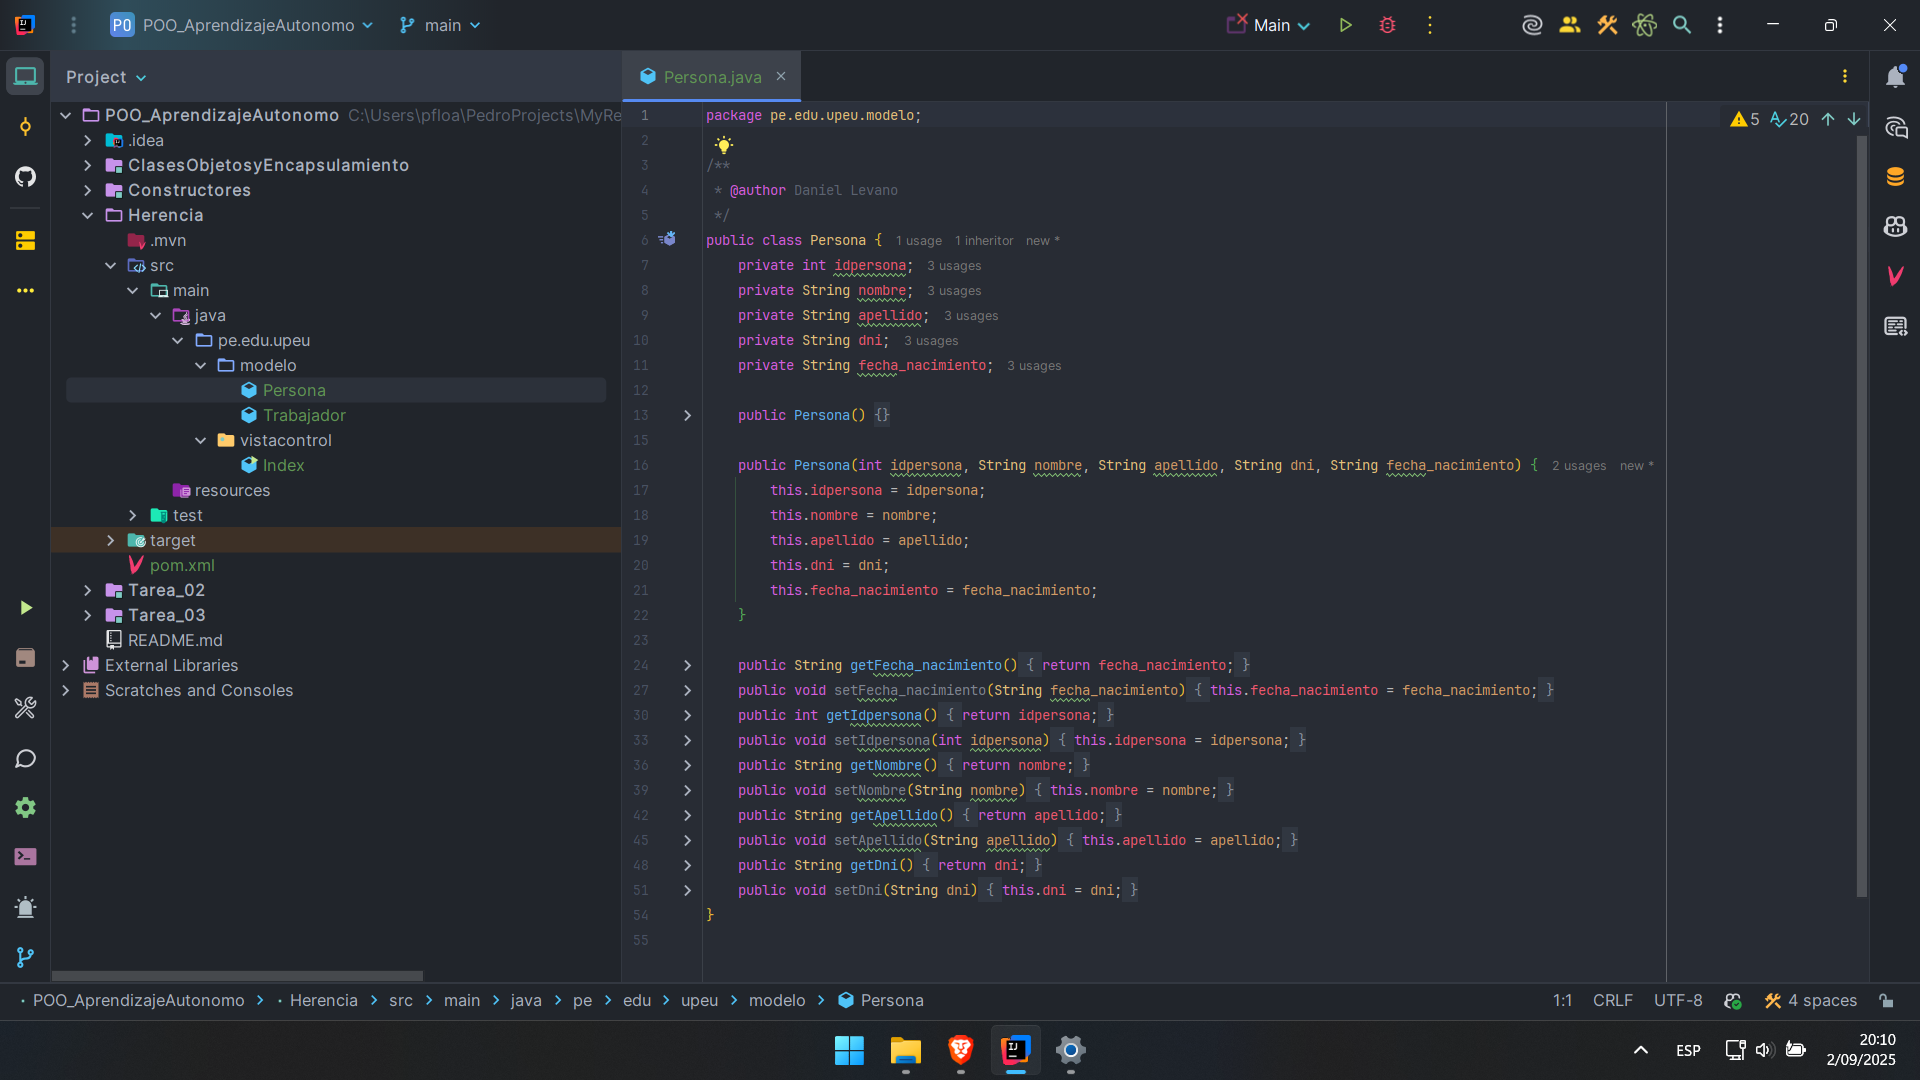 PO POO_AprendizajeAutonomo main Main
Project
Persona.java
POO_AprendizajeAutonomo C:\Users\pfloa\PedroProjects\MyRe
.idea
ClasesObjetosyEncapsulamiento
Constructores
Herencia
.mvn
src
main
java
pe.edu.upeu
modelo
Persona
Trabajador
vistacontrol
Index
resources
test
target
pom.xml
Tarea_02
Tarea_03
README.md
External Libraries
Scratches and Consoles
5 20
1 package pe.edu.upeu.modelo;
2
3 /**
4 * @author Daniel Levano
5 */
6 public class Persona { 1 usage 1 inheritor new *
7 private int idpersona; 3 usages
8 private String nombre; 3 usages
9 private String apellido; 3 usages
10 private String dni; 3 usages
11 private String fecha_nacimiento; 3 usages
12
13 public Persona() {}
15
16 public Persona(int idpersona, String nombre, String apellido, String dni, String fecha_nacimiento) { 2 usages new *
17 this.idpersona = idpersona;
18 this.nombre = nombre;
19 this.apellido = apellido;
20 this.dni = dni;
21 this.fecha_nacimiento = fecha_nacimiento;
22 }
23
24 public String getFecha_nacimiento() { return fecha_nacimiento; }
27 public void setFecha_nacimiento(String fecha_nacimiento) { this.fecha_nacimiento = fecha_nacimiento; }
30 public int getIdpersona() { return idpersona; }
33 public void setIdpersona(int idpersona) { this.idpersona = idpersona; }
36 public String getNombre() { return nombre; }
39 public void setNombre(String nombre) { this.nombre = nombre; }
42 public String getApellido() { return apellido; }
45 public void setApellido(String apellido) { this.apellido = apellido; }
48 public String getDni() { return dni; }
51 public void setDni(String dni) { this.dni = dni; }
54 }
55
POO_AprendizajeAutonomo > Herencia > src > main > java > pe > edu > upeu > modelo > Persona 1:1 CRLF UTF-8 4 spaces
ESP 20:10
2/09/2025